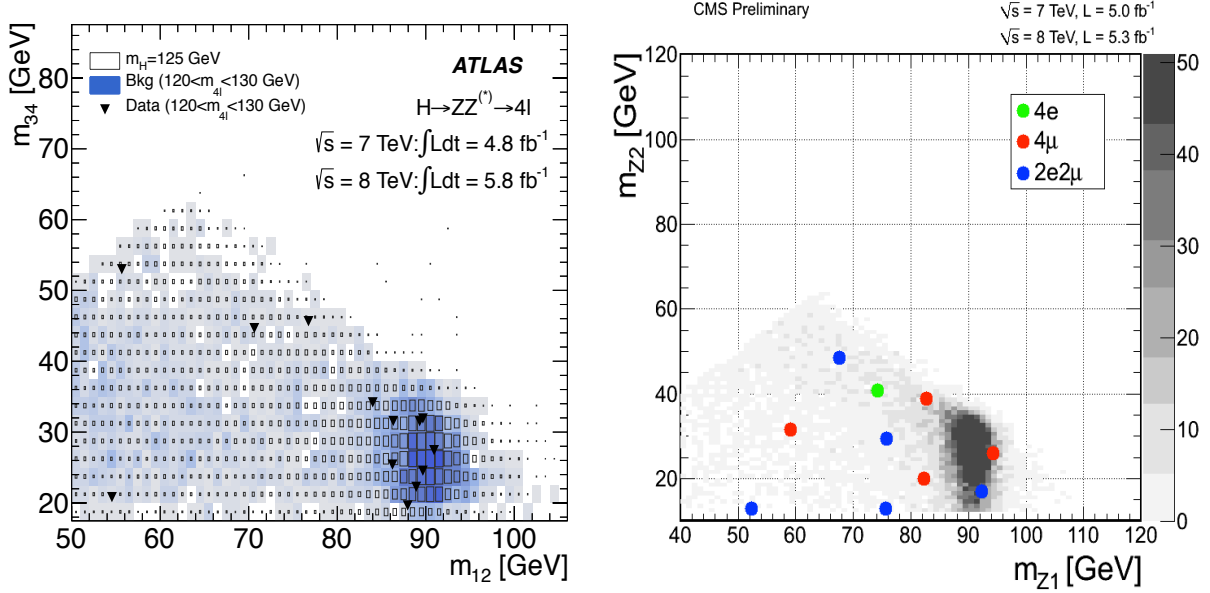 m_H=125 GeV
Bkg (120<m_4l<130 GeV)
Data (120<m_4l<130 GeV)
ATLAS
H→ZZ^(*)→4l
√s = 7 TeV:∫Ldt = 4.8 fb⁻¹
√s = 8 TeV:∫Ldt = 5.8 fb⁻¹
m_34 [GeV]
80
70
60
50
40
30
20
50 60 70 80 90 100
m_12 [GeV]
CMS Preliminary
√s = 7 TeV, L = 5.0 fb⁻¹
√s = 8 TeV, L = 5.3 fb⁻¹
m_Z2 [GeV]
120
100
80
60
40
20
4e
4μ
2e2μ
50
40
30
20
10
0
40 50 60 70 80 90 100 110 120
m_Z1 [GeV]